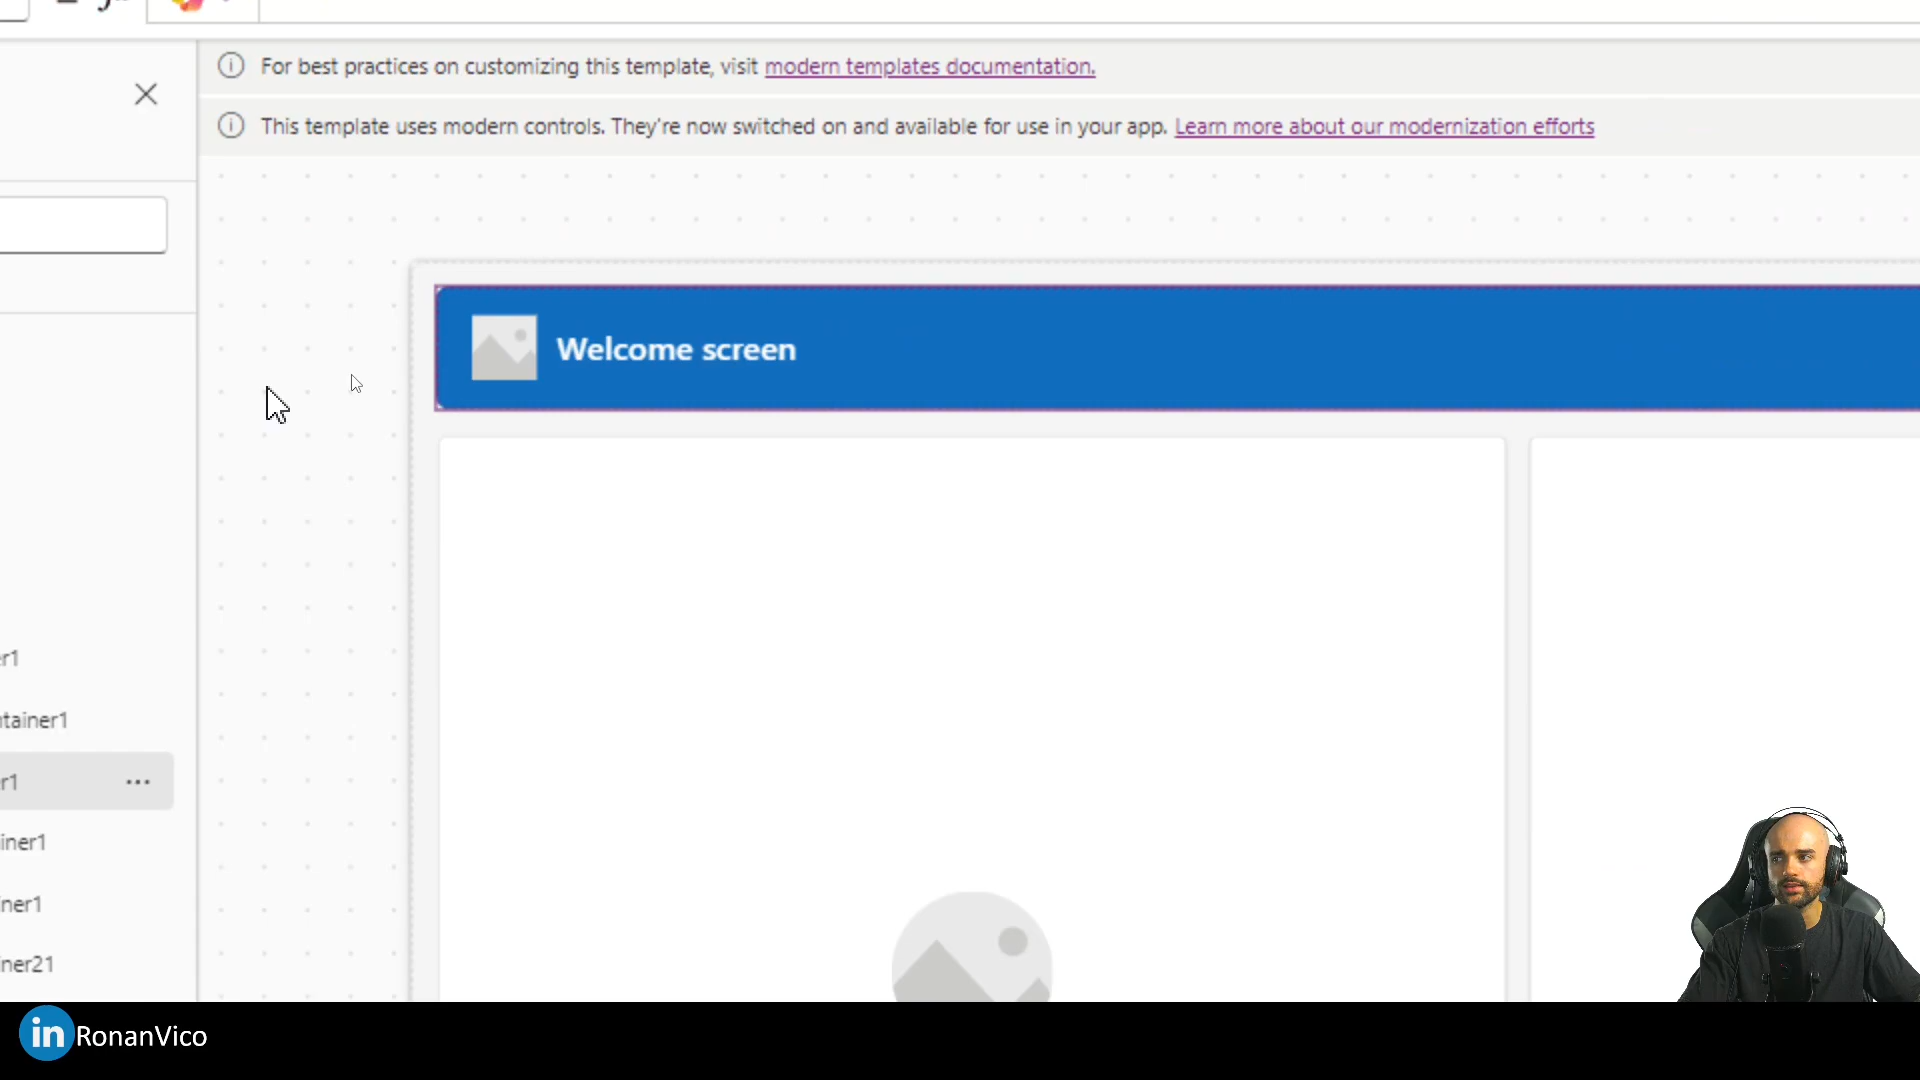 For best practices on customizing this template, visit modern templates documentation.
This template uses modern controls. They're now switched on and available for use in your app. Learn more about our modernization efforts
Welcome screen
r1
tainer1
r1
iner1
ner1
iner21
in RonanVico